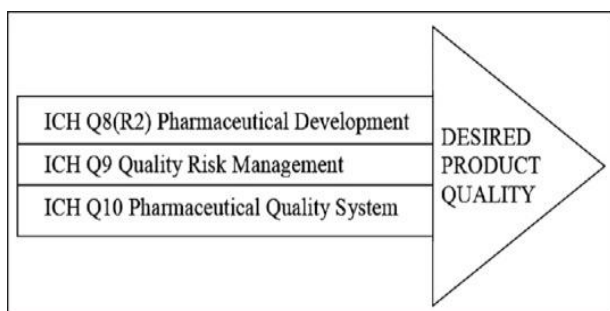 ICH Q8(R2) Pharmaceutical Development
ICH Q9 Quality Risk Management
ICH Q10 Pharmaceutical Quality System
DESIRED
PRODUCT
QUALITY